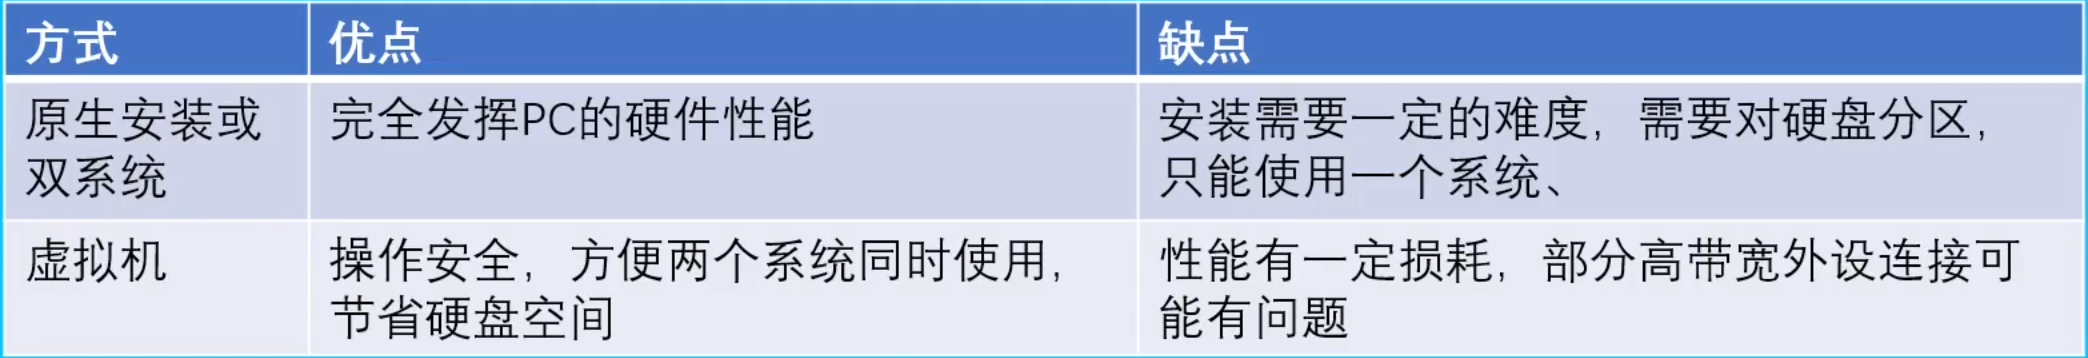 方式 优点 缺点
原生安装或
双系统
完全发挥PC的硬件性能
安装需要一定的难度，需要对硬盘分区，
只能使用一个系统、
虚拟机
操作安全，方便两个系统同时使用，
节省硬盘空间
性能有一定损耗，部分高带宽外设连接可
能有问题